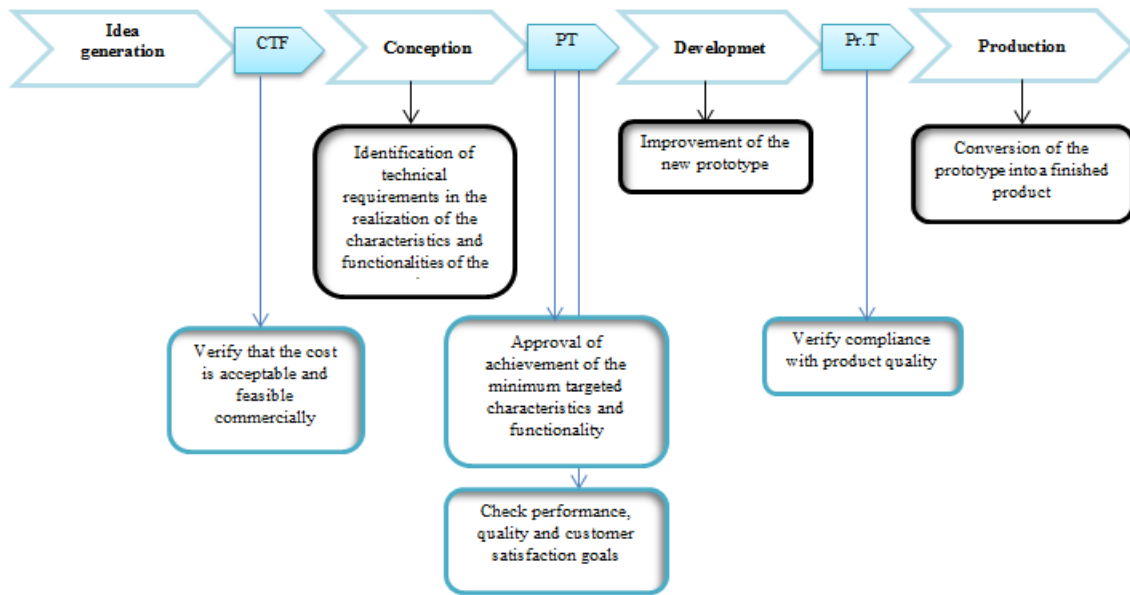 Idea
generation
CTF
Conception
PT
Developmet
Pr.T
Production
Identification of
technical
requirements in the
realization of the
characteristics and
functionalities of the
Improvement of the
new prototype
Conversion of the
prototype into a finished
product
Verify that the cost
is acceptable and
feasible
commercially
Approval of
achievement of the
minimum targeted
characteristics and
functionality
Verify compliance
with product quality
Check performance,
quality and customer
satisfaction goals